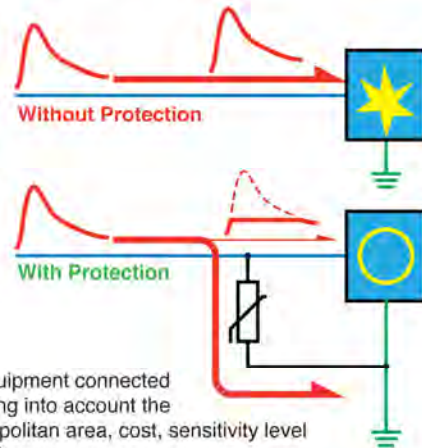 Without Protection
With Protection
uipment connected
ng into account the
politan area, cost, sensitivity level